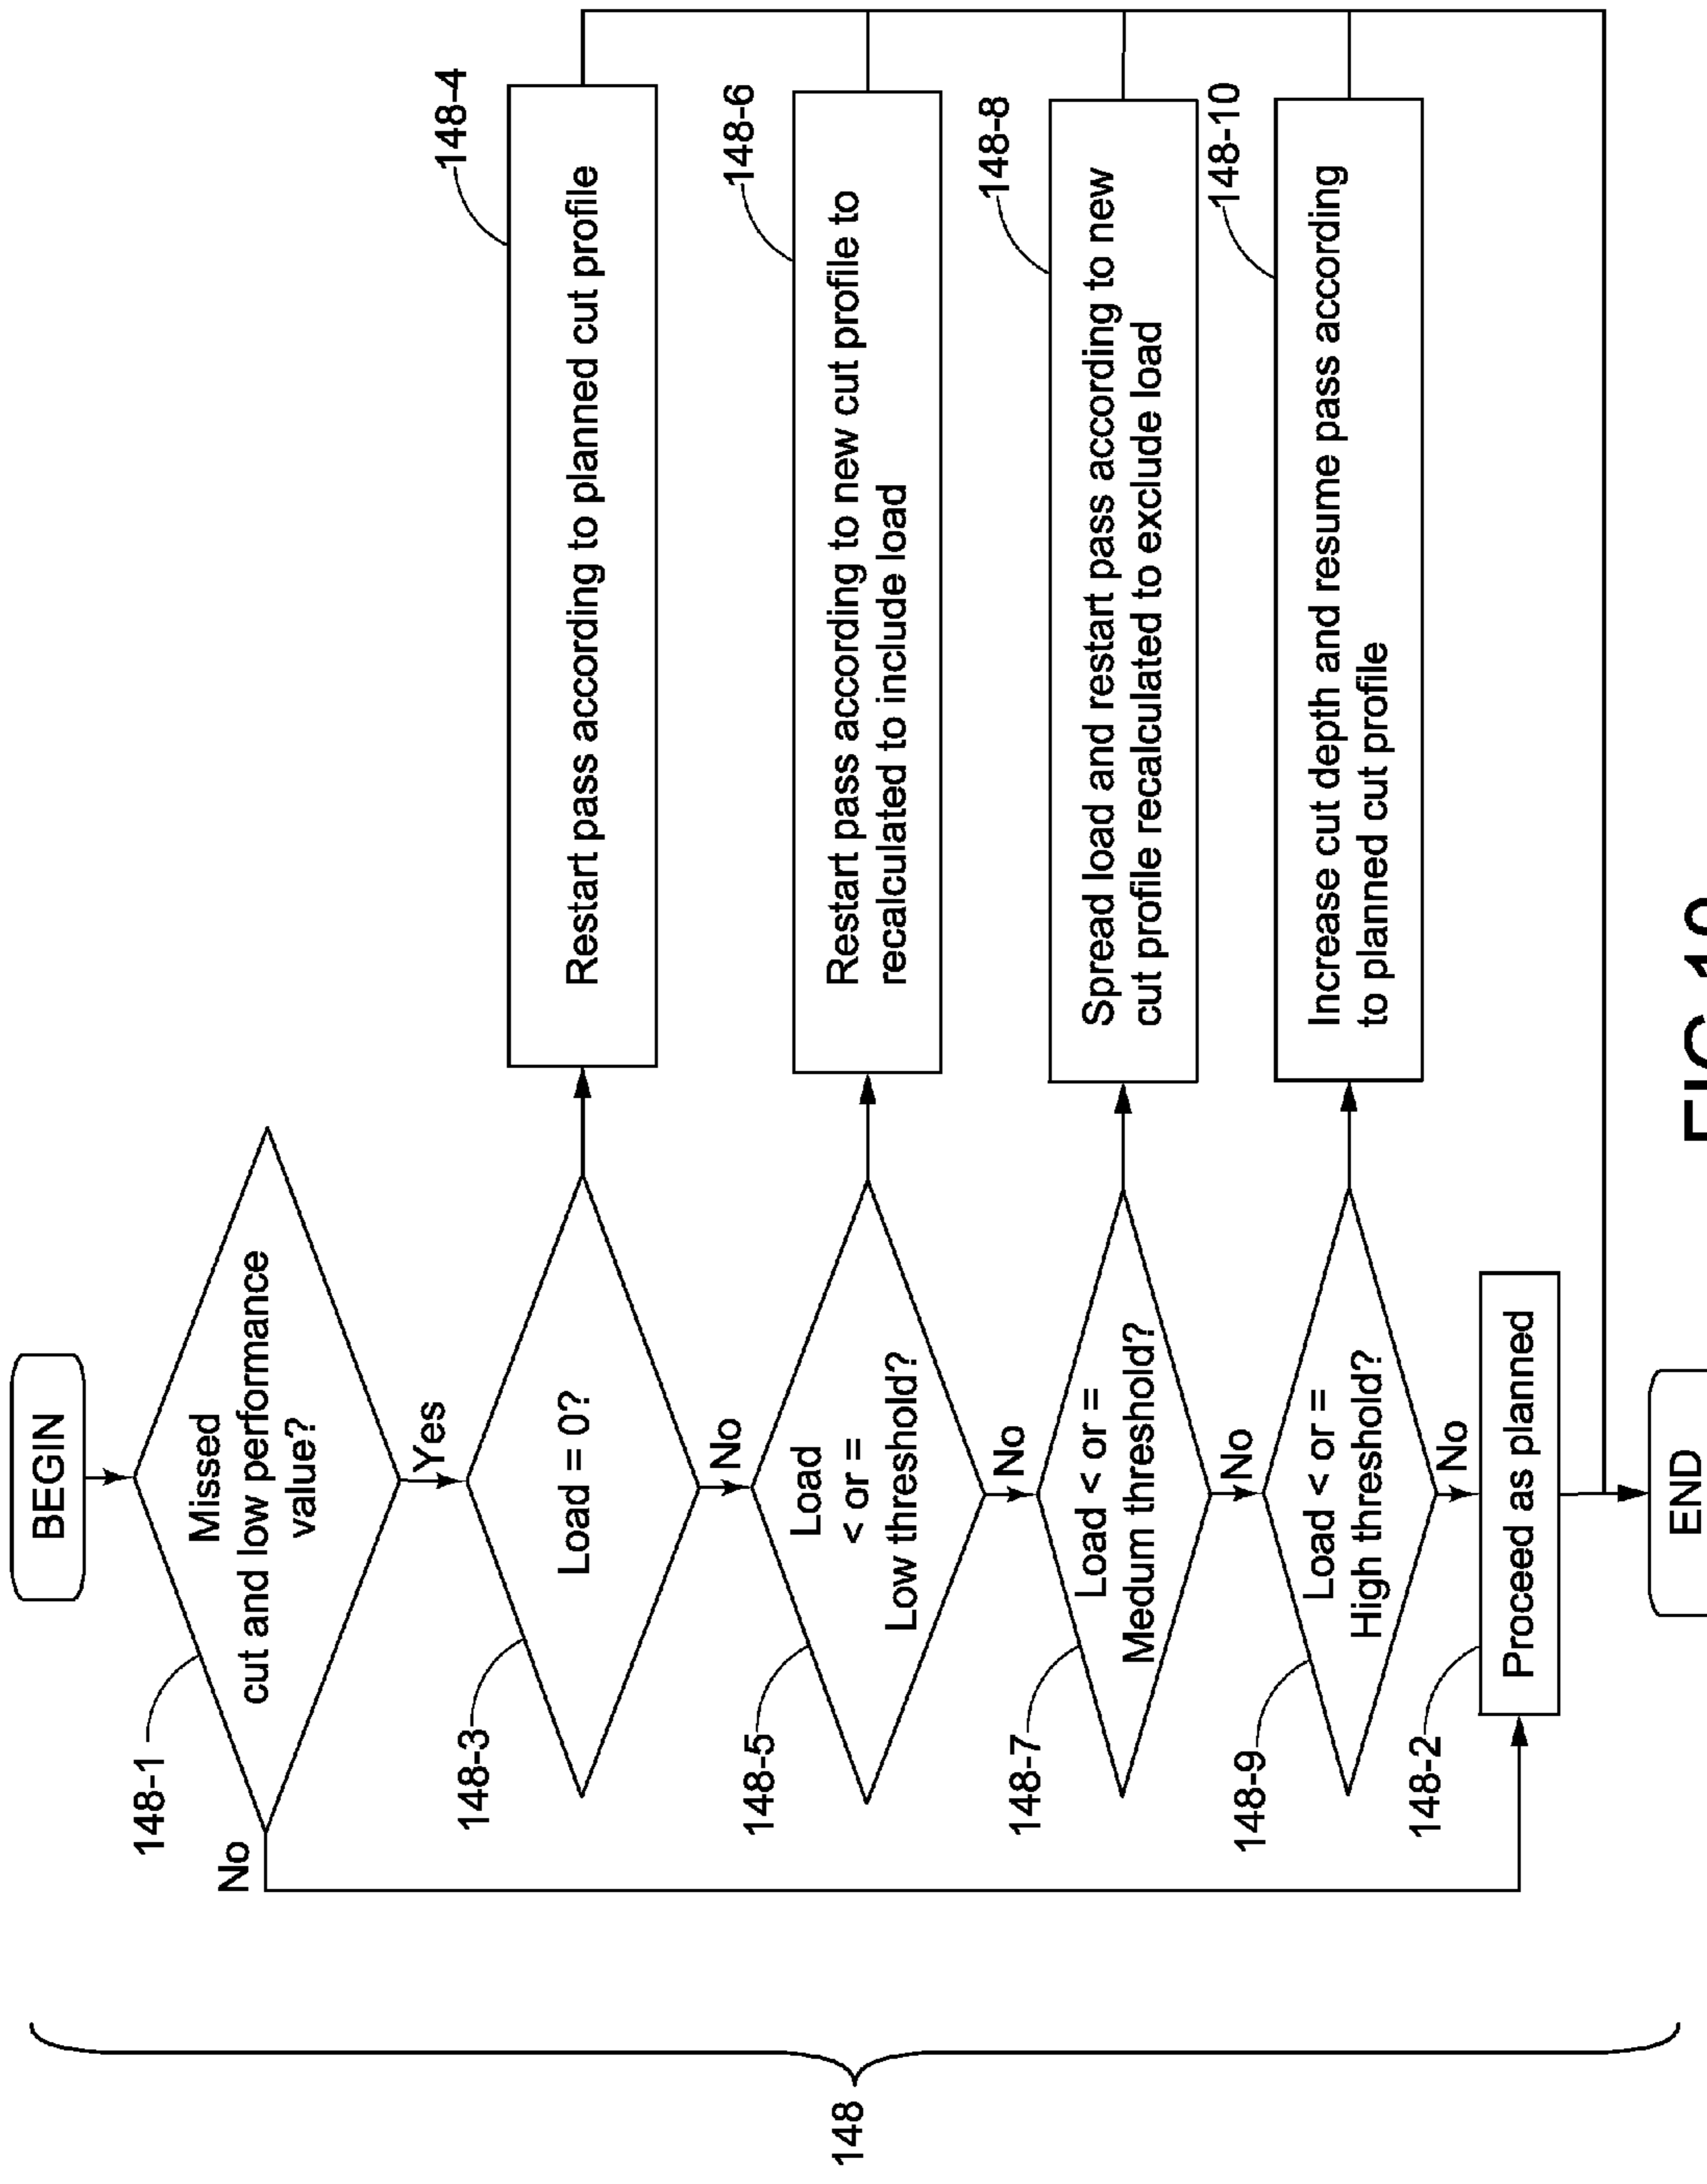 BEGIN
148-1
Missed
cut and low performance
value?
No
Yes
148-3
Load = 0?
148-4
Restart pass according to planned cut profile
No
148-5
Load
< or =
Low threshold?
148-6
Restart pass according to new cut profile to
recalculated to include load
No
148-7
Load < or =
Medum threshold?
148-8
Spread load and restart pass according to new
cut profile recalculated to exclude load
No
148-9
Load < or =
High threshold?
148-10
Increase cut depth and resume pass according
to planned cut profile
No
148-2
Proceed as planned
END
148